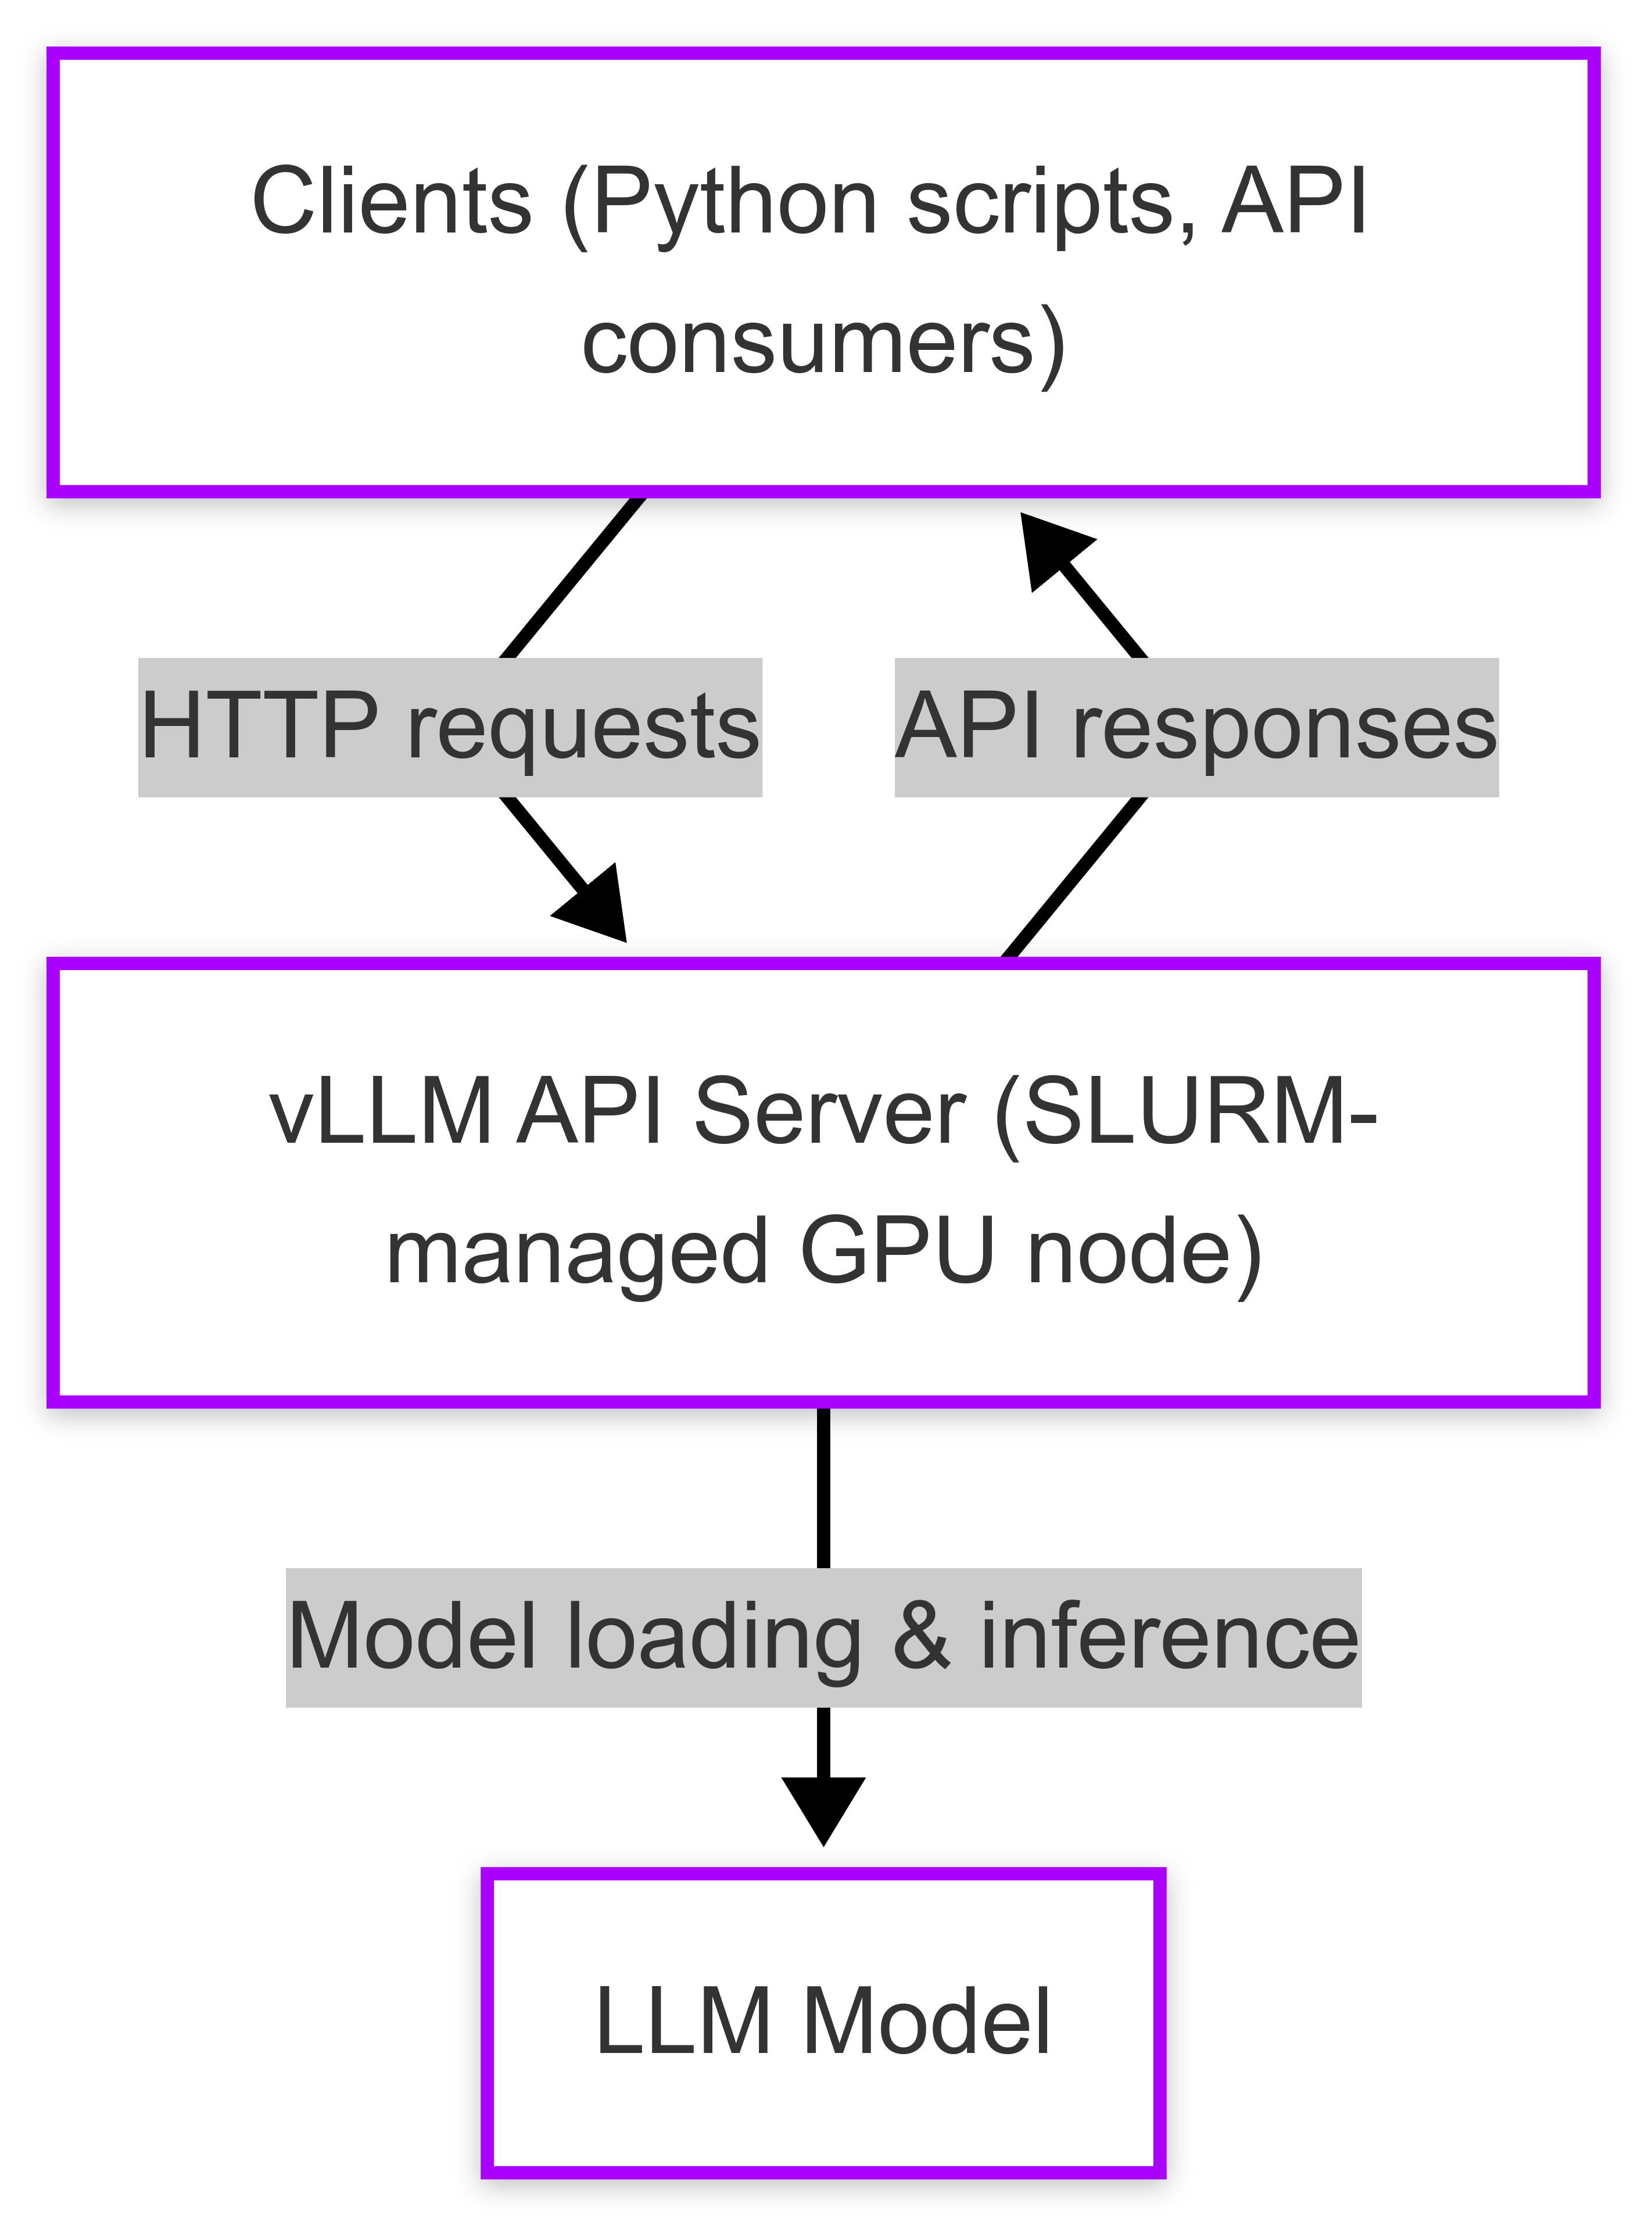 Clients (Python scripts, API
consumers)
HTTP requests
API responses
vLLM API Server (SLURM-
managed GPU node)
Model loading & inference
LLM Model